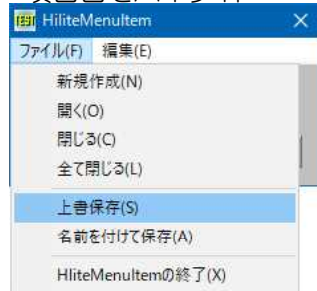 HiliteMenuItem
ファイル(F) 編集(E)
新規作成(N)
開く(O)
閉じる(C)
全て閉じる(L)
上書保存(S)
名前を付けて保存(A)
HliteMenuItemの終了(X)